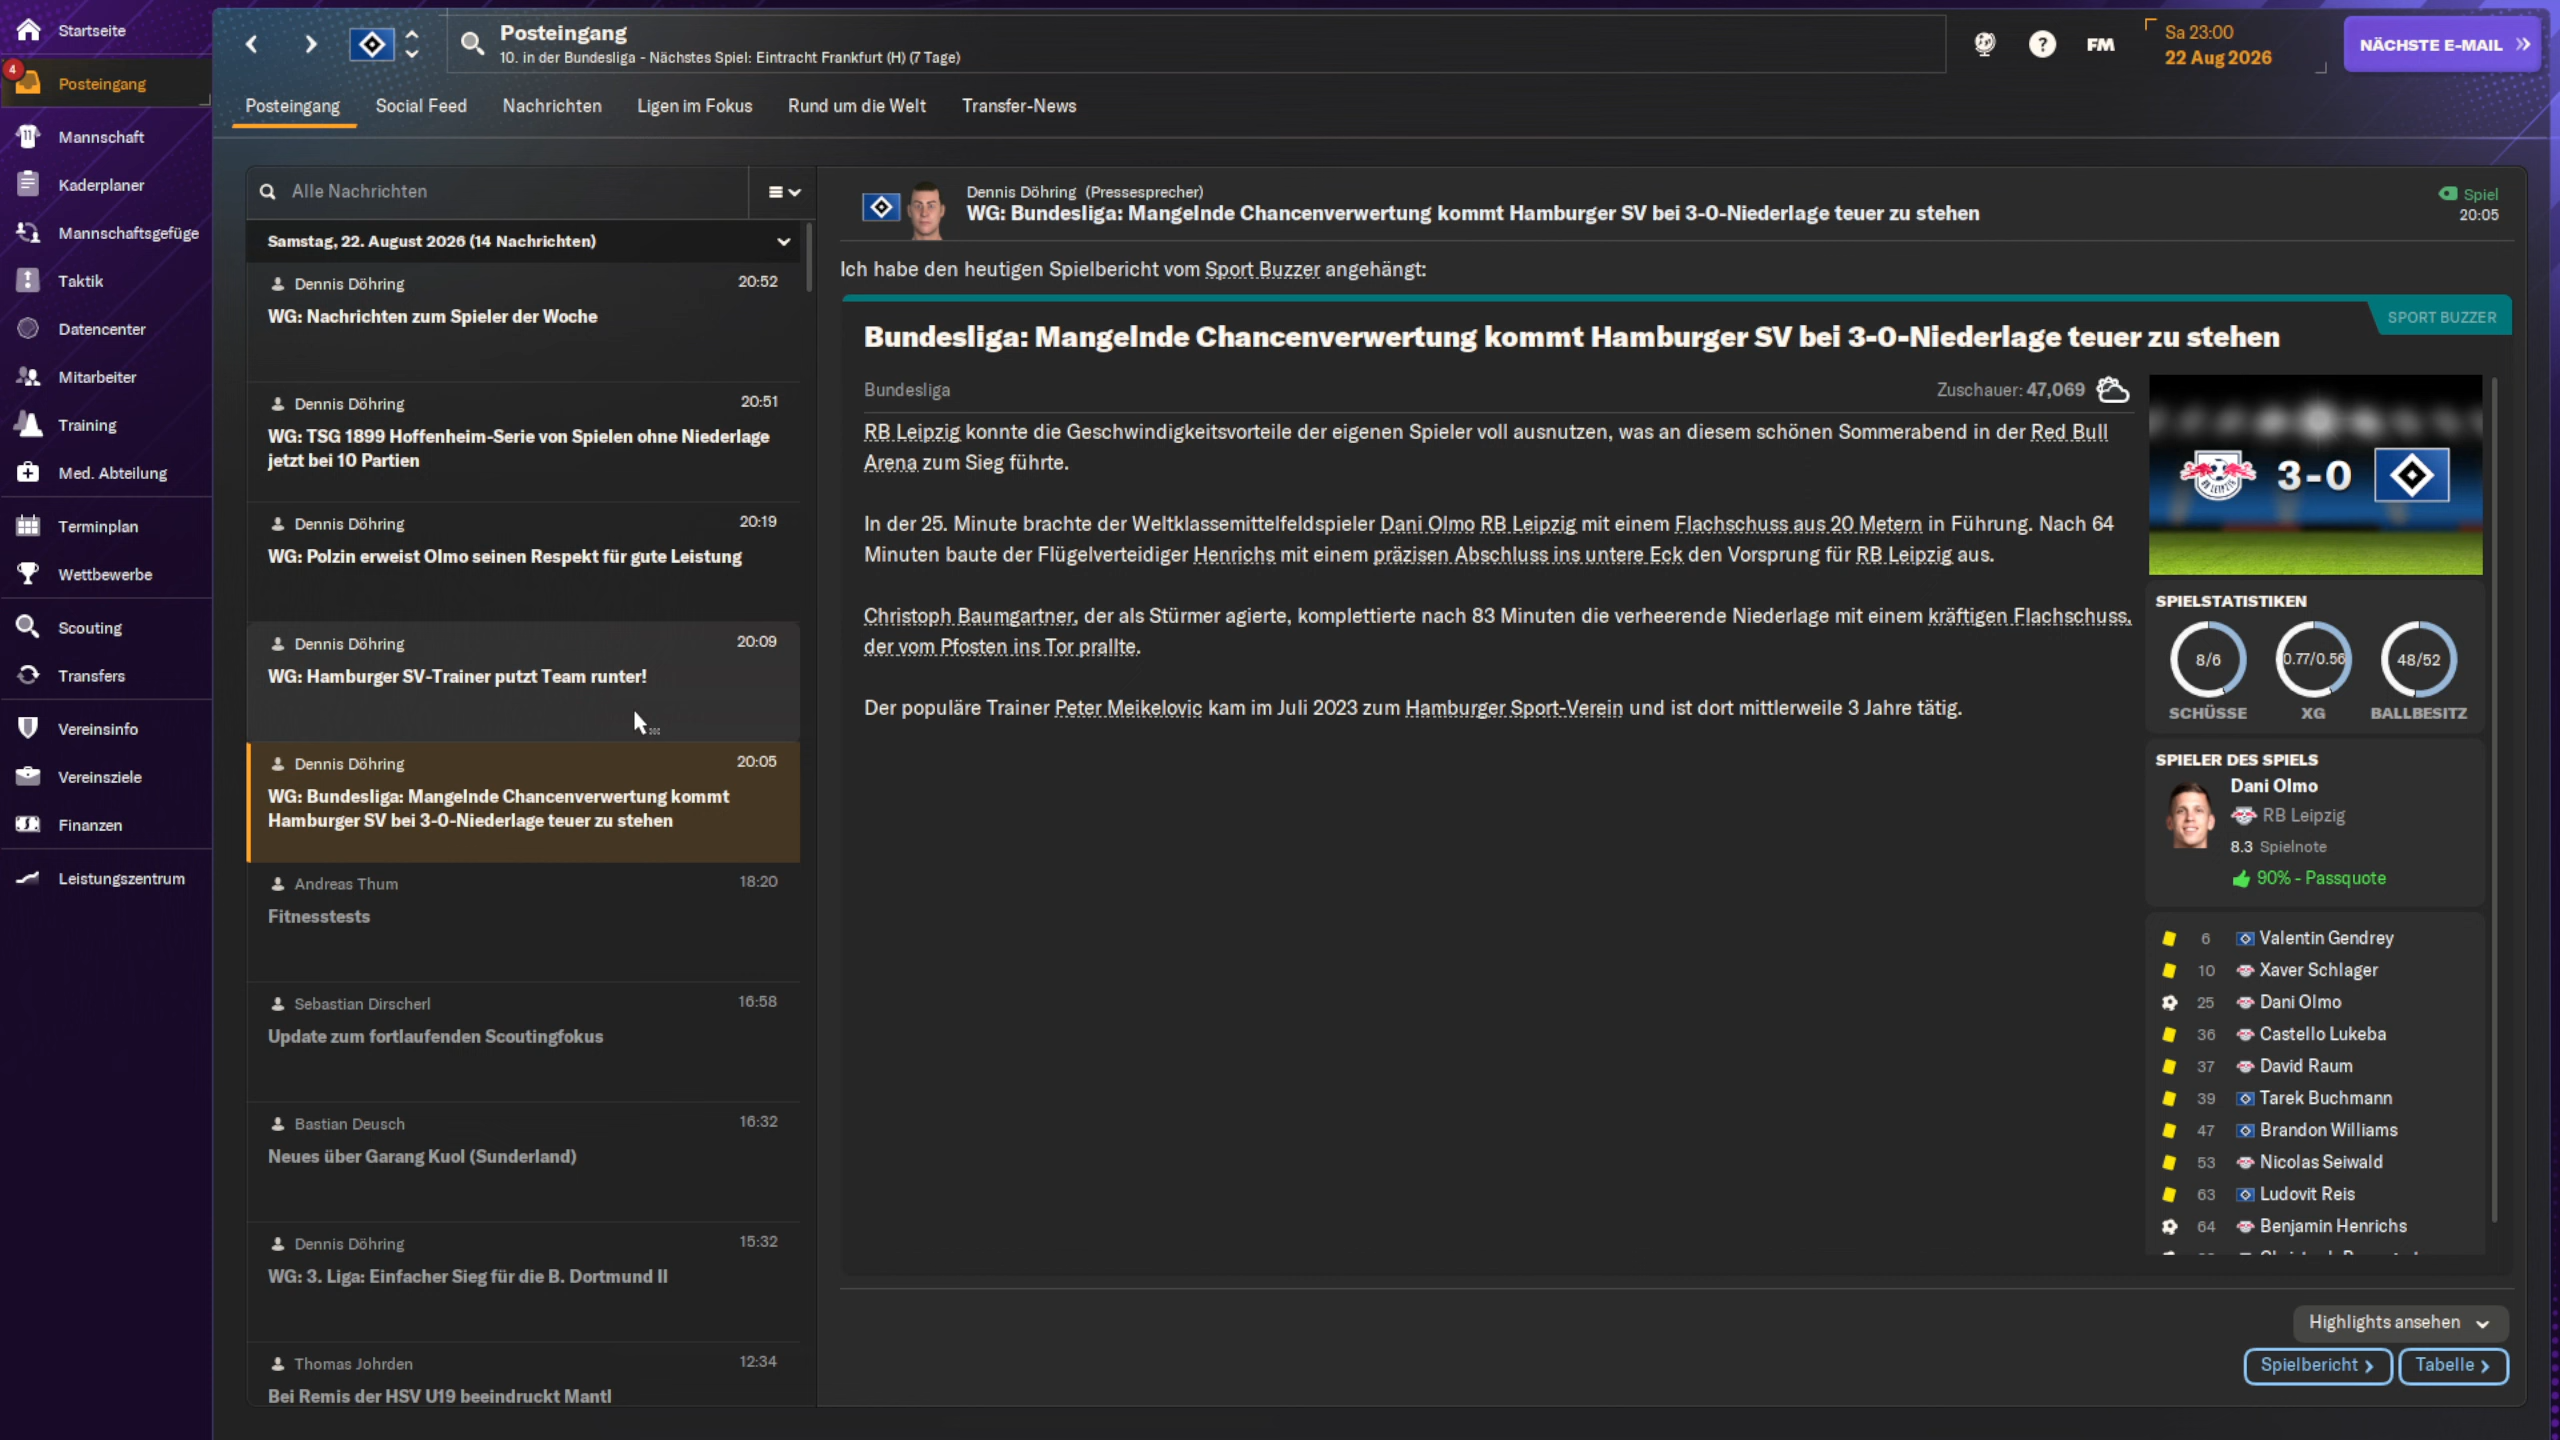 Startseite
4
Posteingang
Mannschaft
Kaderplaner
Mannschaftsgefüge
Taktik
Datencenter
Mitarbeiter
Training
Med. Abteilung
Terminplan
Wettbewerbe
Scouting
Transfers
Vereinsinfo
Vereinsziele
Finanzen
Leistungszentrum
Posteingang
10. in der Bundesliga - Nächstes Spiel: Eintracht Frankfurt (H) (7 Tage)
FM
Sa 23:00
22 Aug 2026
NÄCHSTE E-MAIL
Posteingang Social Feed Nachrichten Ligen im Fokus Rund um die Welt Transfer-News
Alle Nachrichten
Samstag, 22. August 2026 (14 Nachrichten)
Dennis Döhring 20:52
WG: Nachrichten zum Spieler der Woche
Dennis Döhring 20:51
WG: TSG 1899 Hoffenheim-Serie von Spielen ohne Niederlage
jetzt bei 10 Partien
Dennis Döhring 20:19
WG: Polzin erweist Olmo seinen Respekt für gute Leistung
Dennis Döhring 20:09
WG: Hamburger SV-Trainer putzt Team runter!
Dennis Döhring 20:05
WG: Bundesliga: Mangelnde Chancenverwertung kommt
Hamburger SV bei 3-0-Niederlage teuer zu stehen
Andreas Thum 18:20
Fitnesstests
Sebastian Dirscherl 16:58
Update zum fortlaufenden Scoutingfokus
Bastian Deusch 16:32
Neues über Garang Kuol (Sunderland)
Dennis Döhring 15:32
WG: 3. Liga: Einfacher Sieg für die B. Dortmund II
Thomas Johrden 12:34
Bei Remis der HSV U19 beeindruckt Mantl
Dennis Döhring (Pressesprecher)
WG: Bundesliga: Mangelnde Chancenverwertung kommt Hamburger SV bei 3-0-Niederlage teuer zu stehen
Spiel
20:05
Ich habe den heutigen Spielbericht vom Sport Buzzer angehängt:
SPORT BUZZER
Bundesliga: Mangelnde Chancenverwertung kommt Hamburger SV bei 3-0-Niederlage teuer zu stehen
Bundesliga
Zuschauer: 47,069
RB Leipzig konnte die Geschwindigkeitsvorteile der eigenen Spieler voll ausnutzen, was an diesem schönen Sommerabend in der Red Bull
Arena zum Sieg führte.
In der 25. Minute brachte der Weltklassemittelfeldspieler Dani Olmo RB Leipzig mit einem Flachschuss aus 20 Metern in Führung. Nach 64
Minuten baute der Flügelverteidiger Henrichs mit einem präzisen Abschluss ins untere Eck den Vorsprung für RB Leipzig aus.
Christoph Baumgartner, der als Stürmer agierte, komplettierte nach 83 Minuten die verheerende Niederlage mit einem kräftigen Flachschuss,
der vom Pfosten ins Tor prallte.
Der populäre Trainer Peter Meikelovic kam im Juli 2023 zum Hamburger Sport-Verein und ist dort mittlerweile 3 Jahre tätig.
RB LEIPZIG
3-0
SPIELSTATISTIKEN
8/6 0.77/0.56 48/52
SCHÜSSE XG BALLBESITZ
SPIELER DES SPIELS
Dani Olmo
RB Leipzig
8.3 Spielnote
90% - Passquote
6 Valentin Gendrey
10 Xaver Schlager
25 Dani Olmo
36 Castello Lukeba
37 David Raum
39 Tarek Buchmann
47 Brandon Williams
53 Nicolas Seiwald
63 Ludovit Reis
64 Benjamin Henrichs
Highlights ansehen
Spielbericht
Tabelle